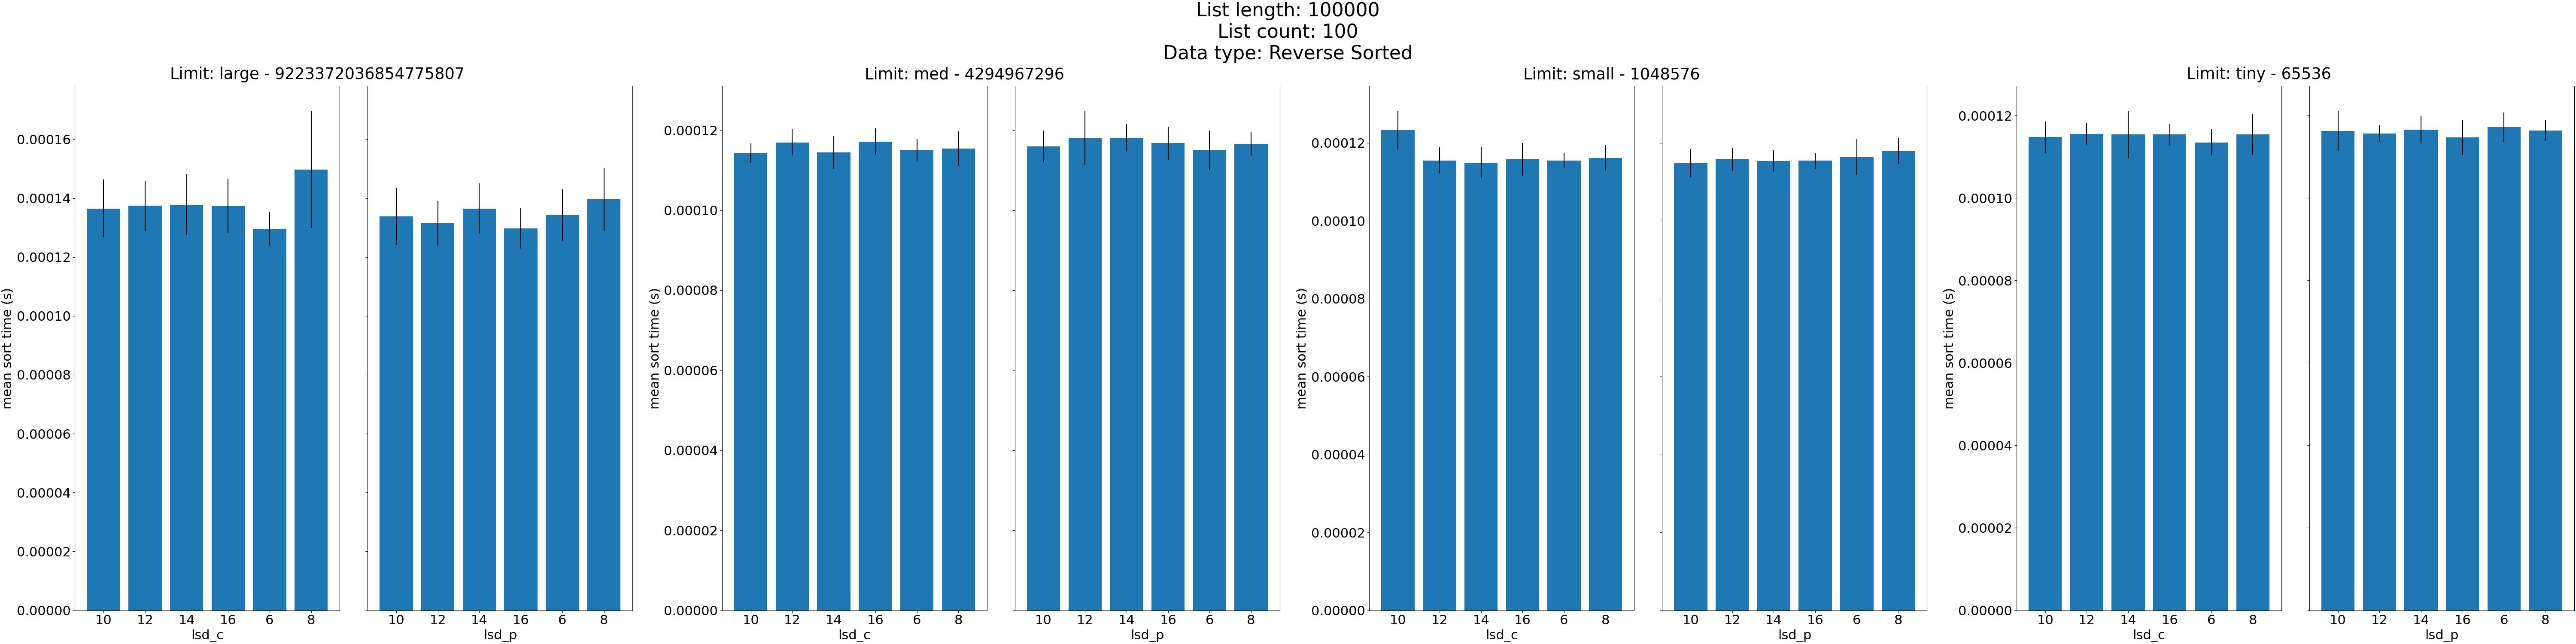 List length: 100000
List count: 100
Data type: Reverse Sorted
Limit: large - 9223372036854775807
mean sort time (s)
0.00016
0.00014
0.00012
0.00010
0.00008
0.00006
0.00004
0.00002
0.00000
10 12 14 16 6 8
lsd_c
10 12 14 16 6 8
lsd_p
Limit: med - 4294967296
mean sort time (s)
0.00012
0.00010
0.00008
0.00006
0.00004
0.00002
0.00000
10 12 14 16 6 8
lsd_c
10 12 14 16 6 8
lsd_p
Limit: small - 1048576
mean sort time (s)
0.00012
0.00010
0.00008
0.00006
0.00004
0.00002
0.00000
10 12 14 16 6 8
lsd_c
10 12 14 16 6 8
lsd_p
Limit: tiny - 65536
mean sort time (s)
0.00012
0.00010
0.00008
0.00006
0.00004
0.00002
0.00000
10 12 14 16 6 8
lsd_c
10 12 14 16 6 8
lsd_p